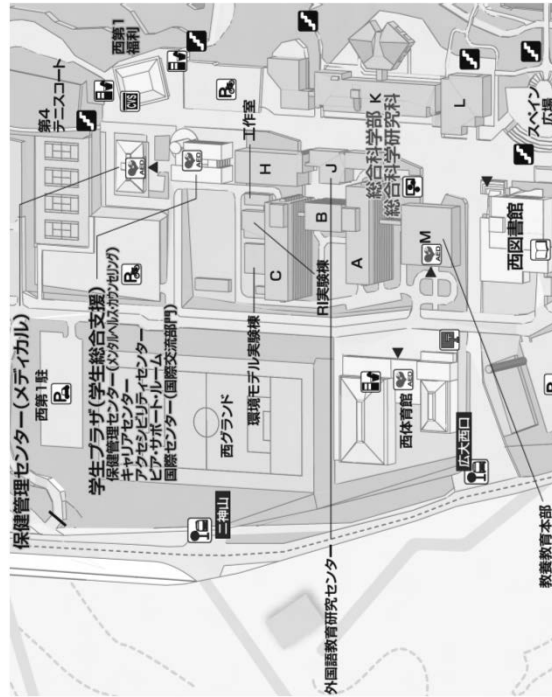 保健管理センター(メディカル)
西第1駐
P
学生プラザ(学生総合支援)
保健管理センター(メンタルヘルス・カウンセリング)
キャリアセンター
アクセシビリティセンター
ピア・サポート・ルーム
国際センター(国際交流部門)
第4
テニスコート
西第1
福利
AED
AED
P
P
工作室
H
J
K
L
総合科学部
総合科学研究科
B
C
A
M
AED
RI実験棟
環境モデル実験棟
西グランド
二神山
西体育館
AED
広大西口
西図書館
スペイン
広場
P
外国語教育研究センター
教養教育本部